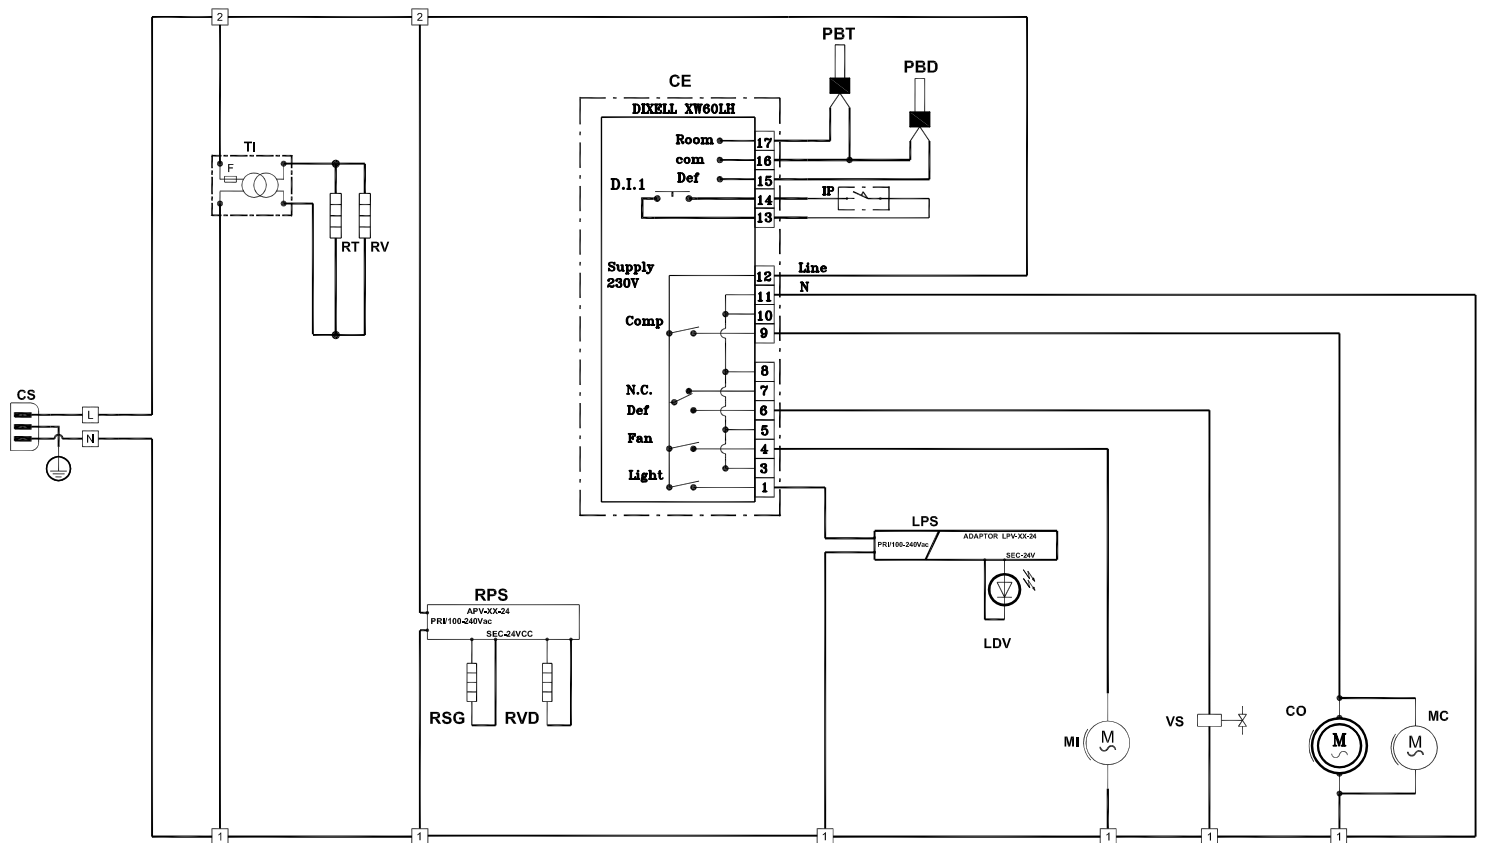 2
2
PBT
PBD
CE
DIXELL XW60LH
TI
F
RT
RV
Room
17
com
16
Def
15
D.I.1
14
IP
13
Supply
230V
12
Line
11
N
10
Comp
9
8
N.C.
7
Def
6
5
Fan
4
3
Light
1
CS
L
N
LPS
PRI/100-240Vac
ADAPTOR LPV-XX-24
SEC-24V
LDV
RPS
APV-XX-24
PRI/100-240Vac
SEC-24VCC
RSG
RVD
MI
M
VS
CO
M
MC
M
1
1
1
1
1
1